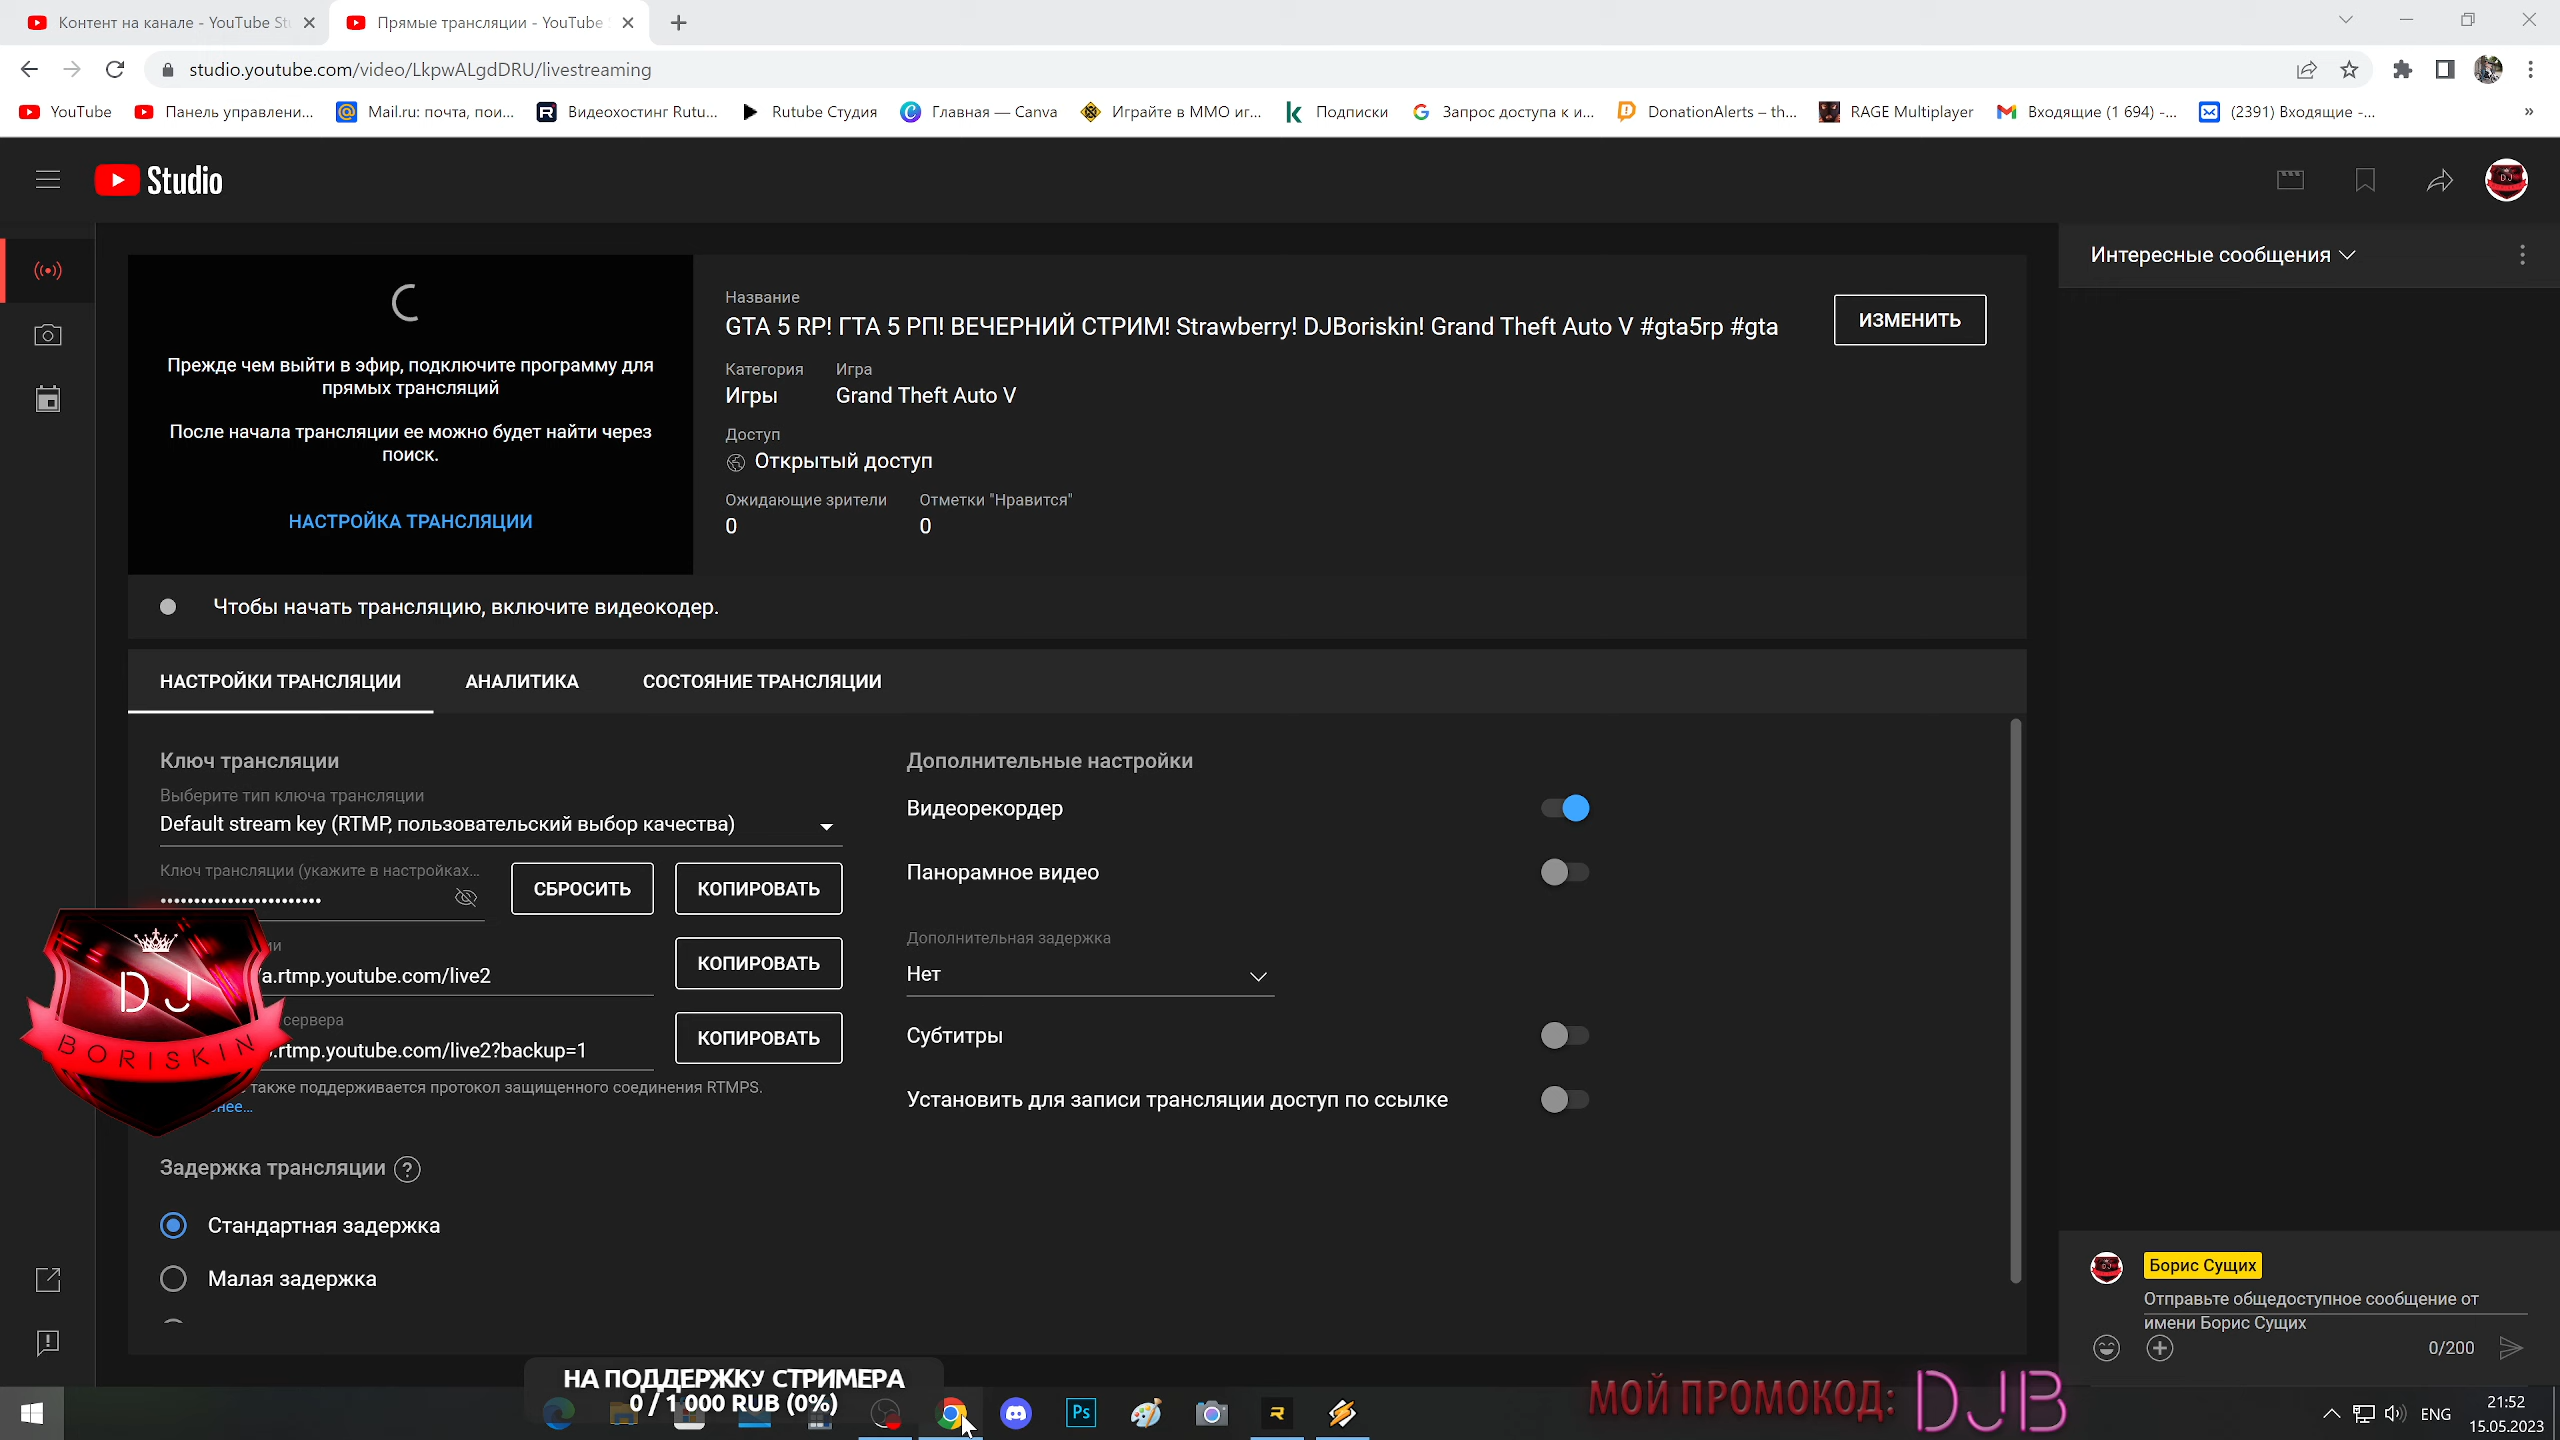 Контент на канале - YouTube St
Прямые трансляции - YouTube S
studio.youtube.com/video/LkpwALgdDRU/livestreaming
YouTube
Панель управлени...
Mail.ru: почта, пои...
Видеохостинг Rutu...
Rutube Студия
Главная — Canva
Играйте в ММО иг...
Подписки
Запрос доступа к и...
DonationAlerts – th...
RAGE Multiplayer
Входящие (1 694) -...
(2391) Входящие -...
»
Studio
DJ
Интересные сообщения
Прежде чем выйти в эфир, подключите программу для
прямых трансляций
После начала трансляции ее можно будет найти через
поиск.
НАСТРОЙКА ТРАНСЛЯЦИИ
Название
GTA 5 RP! ГТА 5 РП! ВЕЧЕРНИЙ СТРИМ! Strawberry! DJBoriskin! Grand Theft Auto V #gta5rp #gta
ИЗМЕНИТЬ
Категория Игра
Игры Grand Theft Auto V
Доступ
Открытый доступ
Ожидающие зрители Отметки "Нравится"
0 0
Чтобы начать трансляцию, включите видеокодер.
НАСТРОЙКИ ТРАНСЛЯЦИИ АНАЛИТИКА СОСТОЯНИЕ ТРАНСЛЯЦИИ
Ключ трансляции
Выберите тип ключа трансляции
Default stream key (RTMP, пользовательский выбор качества)
Ключ трансляции (укажите в настройках...
••••••••••••••••••••••••
СБРОСИТЬ
КОПИРОВАТЬ
ии
/a.rtmp.youtube.com/live2
КОПИРОВАТЬ
сервера
.rtmp.youtube.com/live2?backup=1
КОПИРОВАТЬ
также поддерживается протокол защищенного соединения RTMPS.
нее...
DJ
BORISKIN
Задержка трансляции ?
Стандартная задержка
Малая задержка
Дополнительные настройки
Видеорекордер
Панорамное видео
Дополнительная задержка
Нет
Субтитры
Установить для записи трансляции доступ по ссылке
Борис Сущих
Отправьте общедоступное сообщение от
имени Борис Сущих
0/200
НА ПОДДЕРЖКУ СТРИМЕРА
0 / 1 000 RUB (0%)
Ps
R
МОЙ ПРОМОКОД: DJB
ENG
21:52
15.05.2023